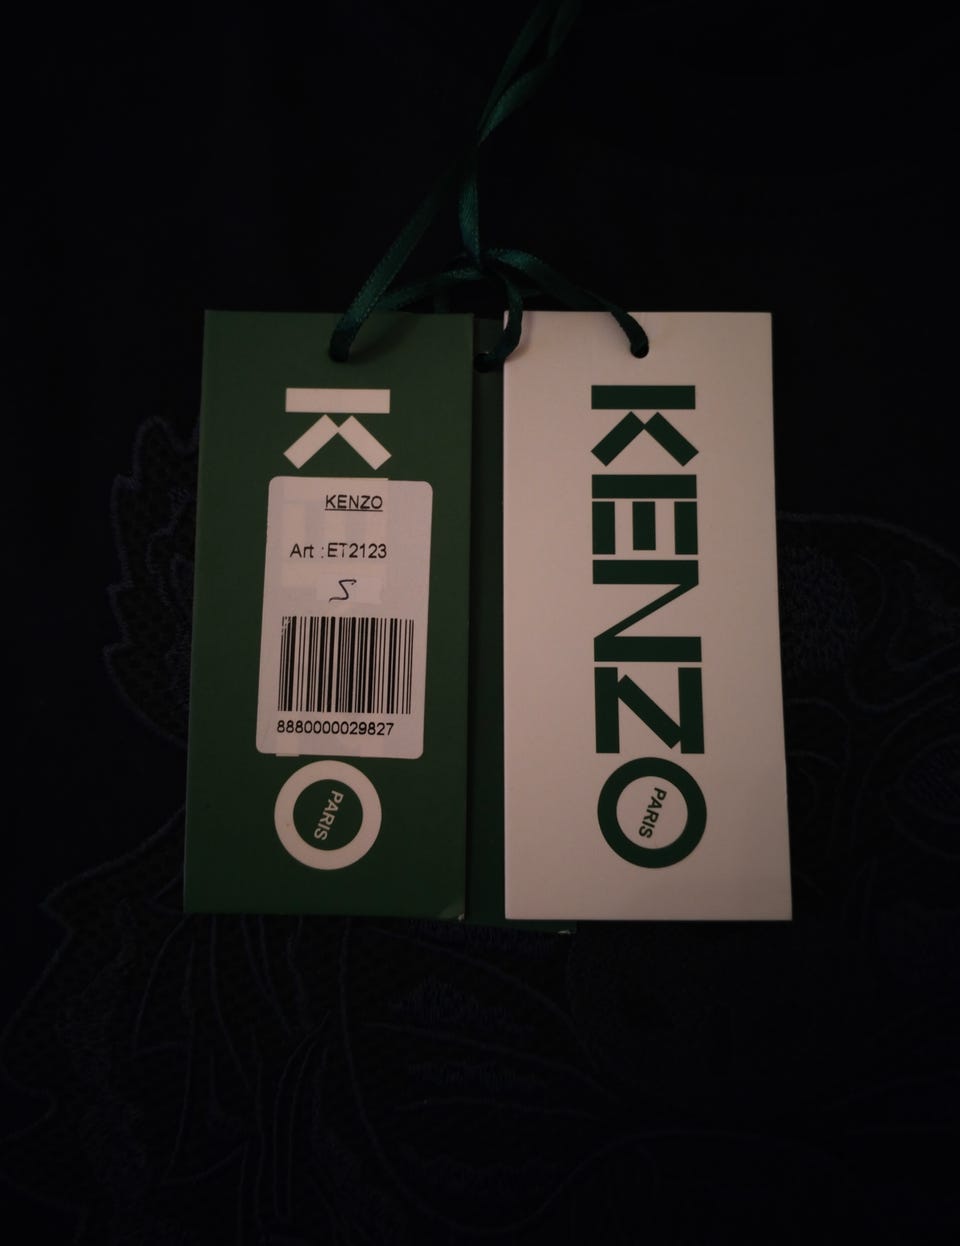 K
KENZO
Art : ET2123
S
8880000029827
O
PARIS
KENZO
PARIS